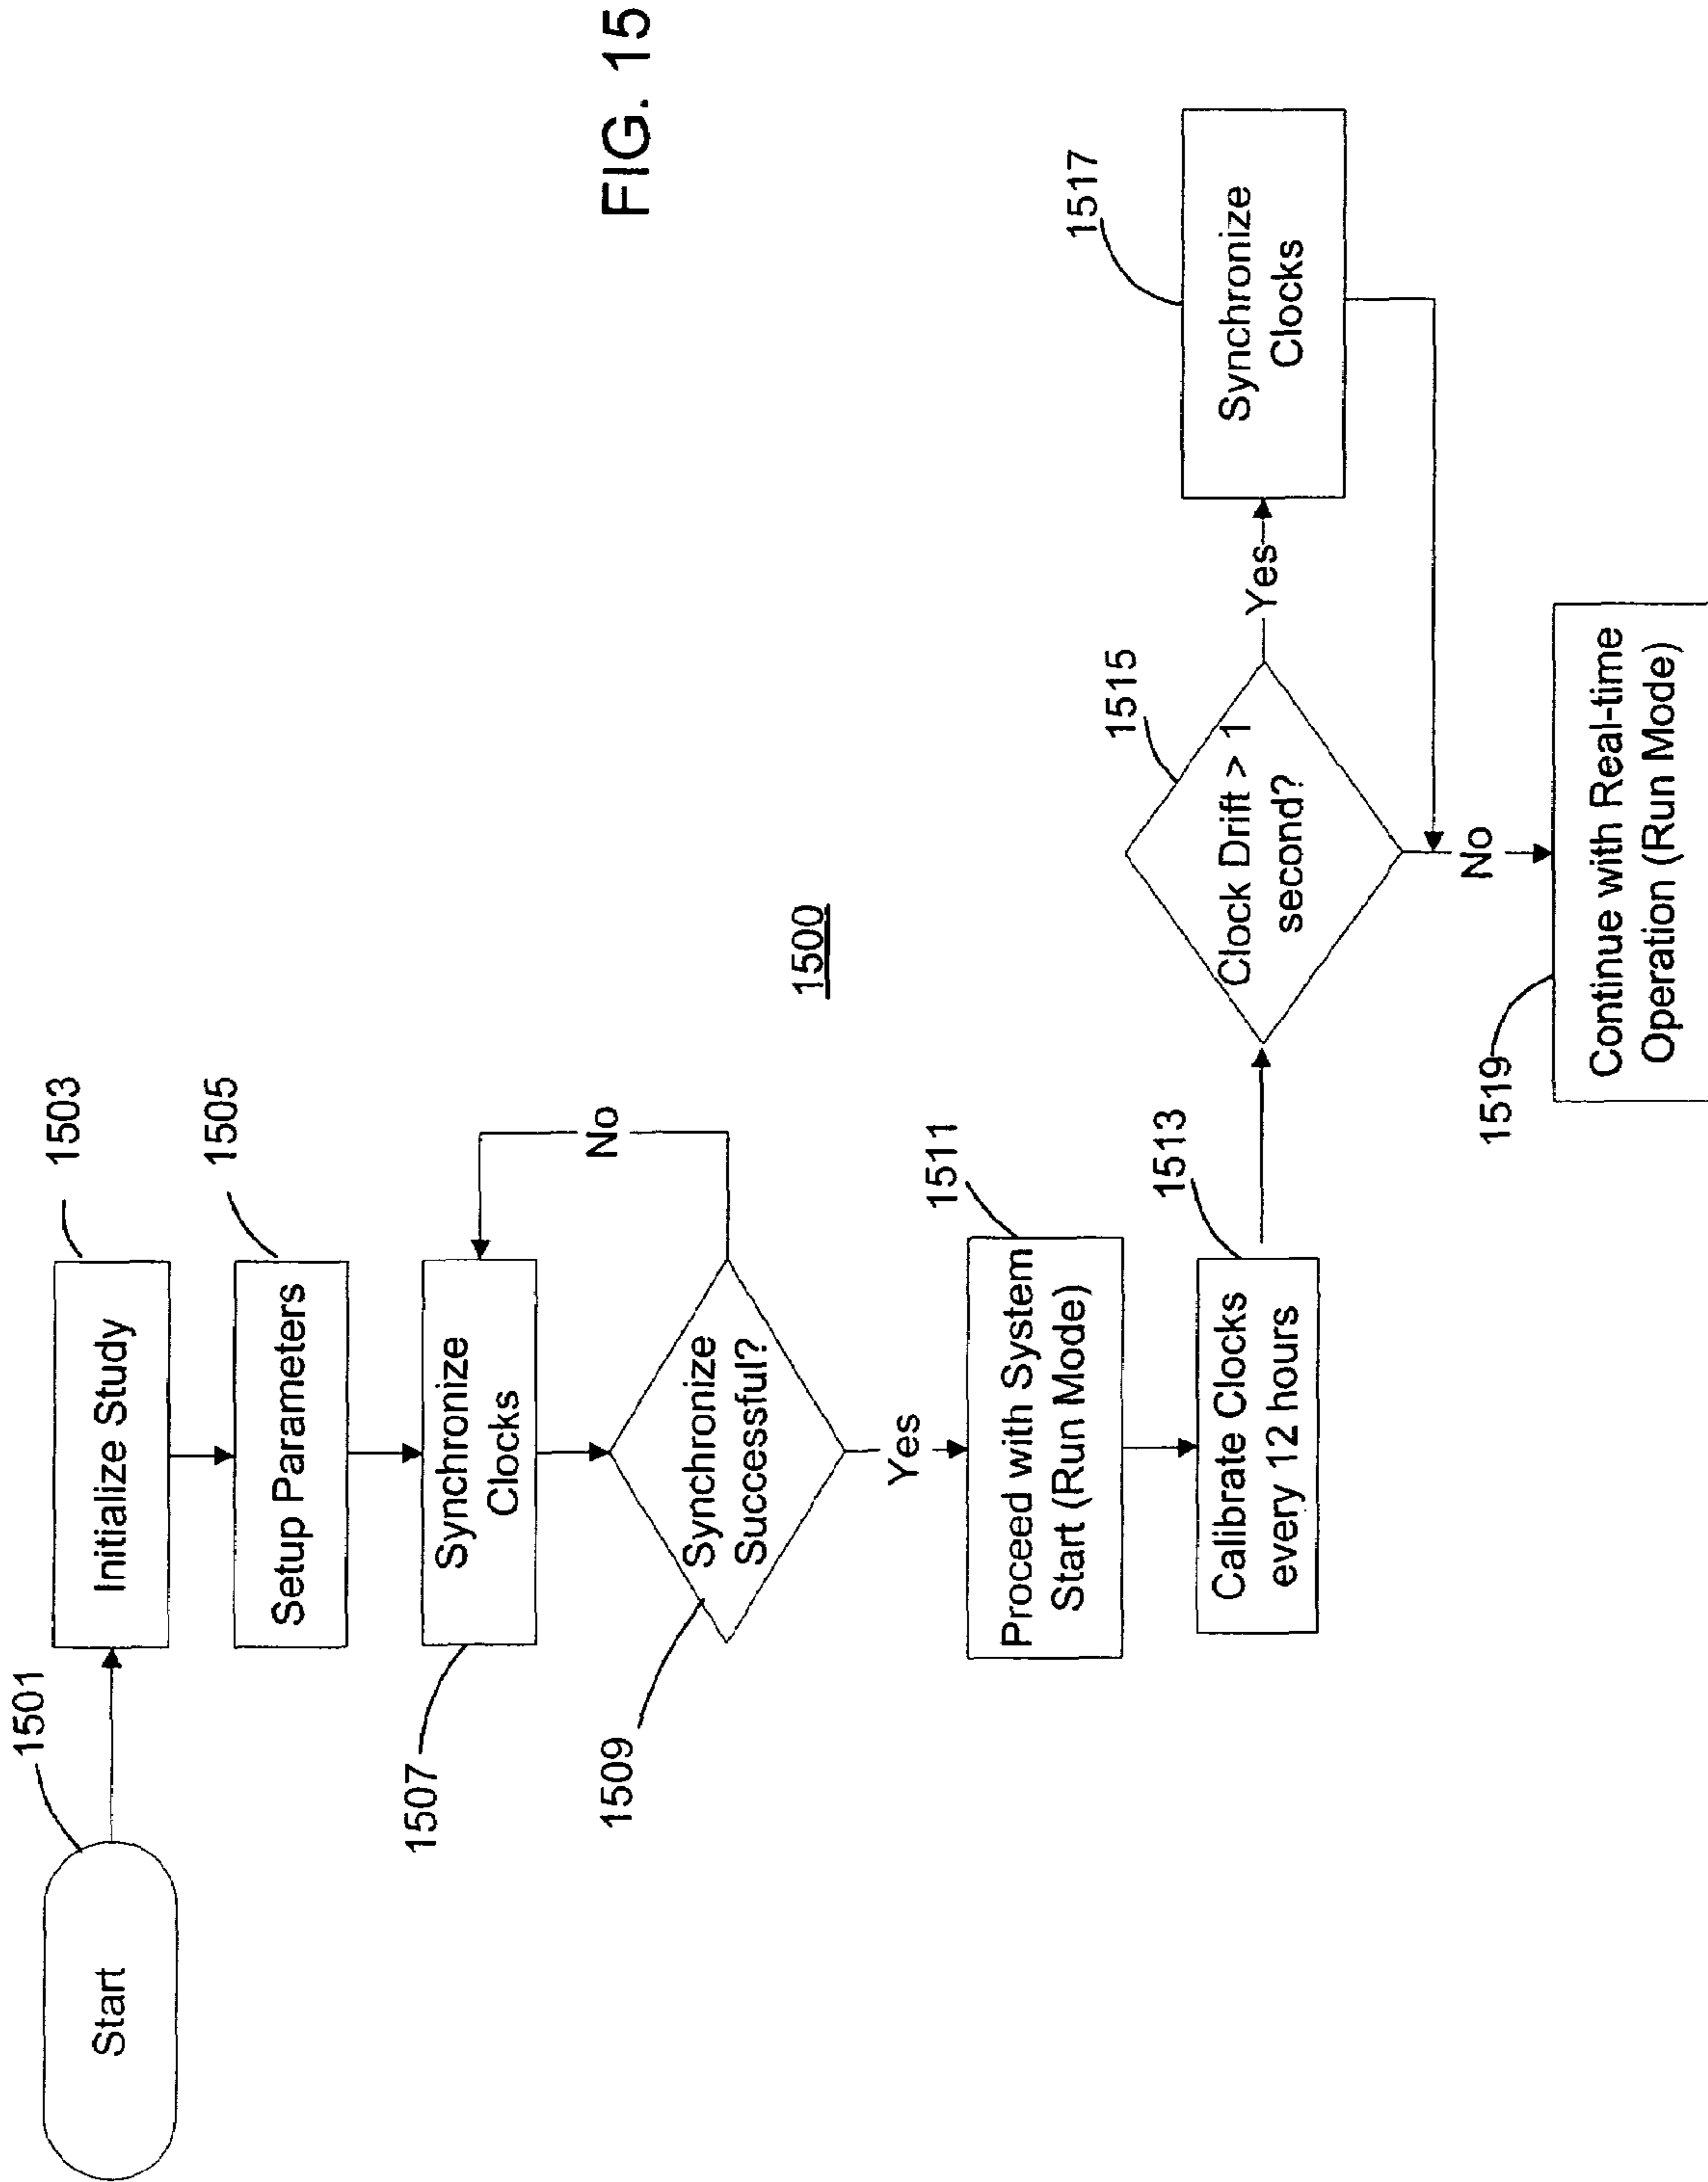 FIG. 15
1500
1501
Start
1503
Initialize Study
1505
Setup Parameters
1507
Synchronize
Clocks
No
1509
Synchronize
Successful?
Yes
1511
Proceed with System
Start (Run Mode)
1513
Calibrate Clocks
every 12 hours
1515
Clock Drift > 1
second?
Yes
1517
Synchronize
Clocks
No
1519
Continue with Real-time
Operation (Run Mode)